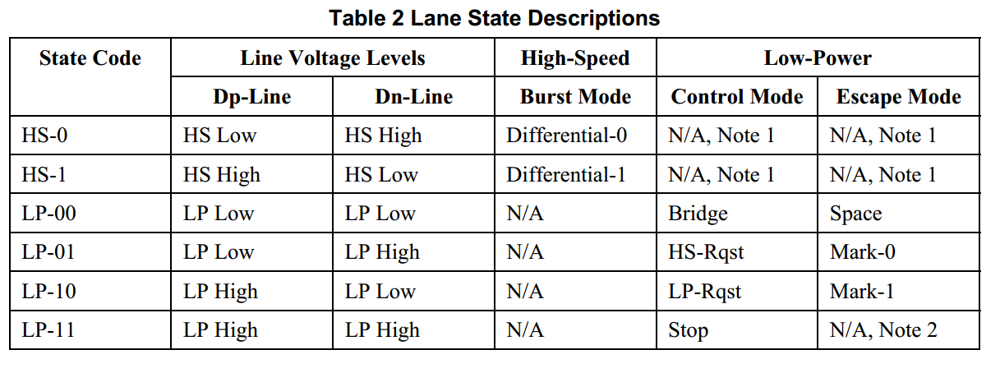 Table 2 Lane State Descriptions
State Code Line Voltage Levels High-Speed Low-Power
Dp-Line Dn-Line Burst Mode Control Mode Escape Mode
HS-0 HS Low HS High Differential-0 N/A, Note 1 N/A, Note 1
HS-1 HS High HS Low Differential-1 N/A, Note 1 N/A, Note 1
LP-00 LP Low LP Low N/A Bridge Space
LP-01 LP Low LP High N/A HS-Rqst Mark-0
LP-10 LP High LP Low N/A LP-Rqst Mark-1
LP-11 LP High LP High N/A Stop N/A, Note 2